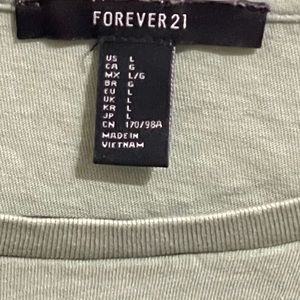 FOREVER 21
US L
CA G
MX L/G
BR G
EU L
UK L
KR L
JP L
CN 170/98A
MADE IN
VIETNAM